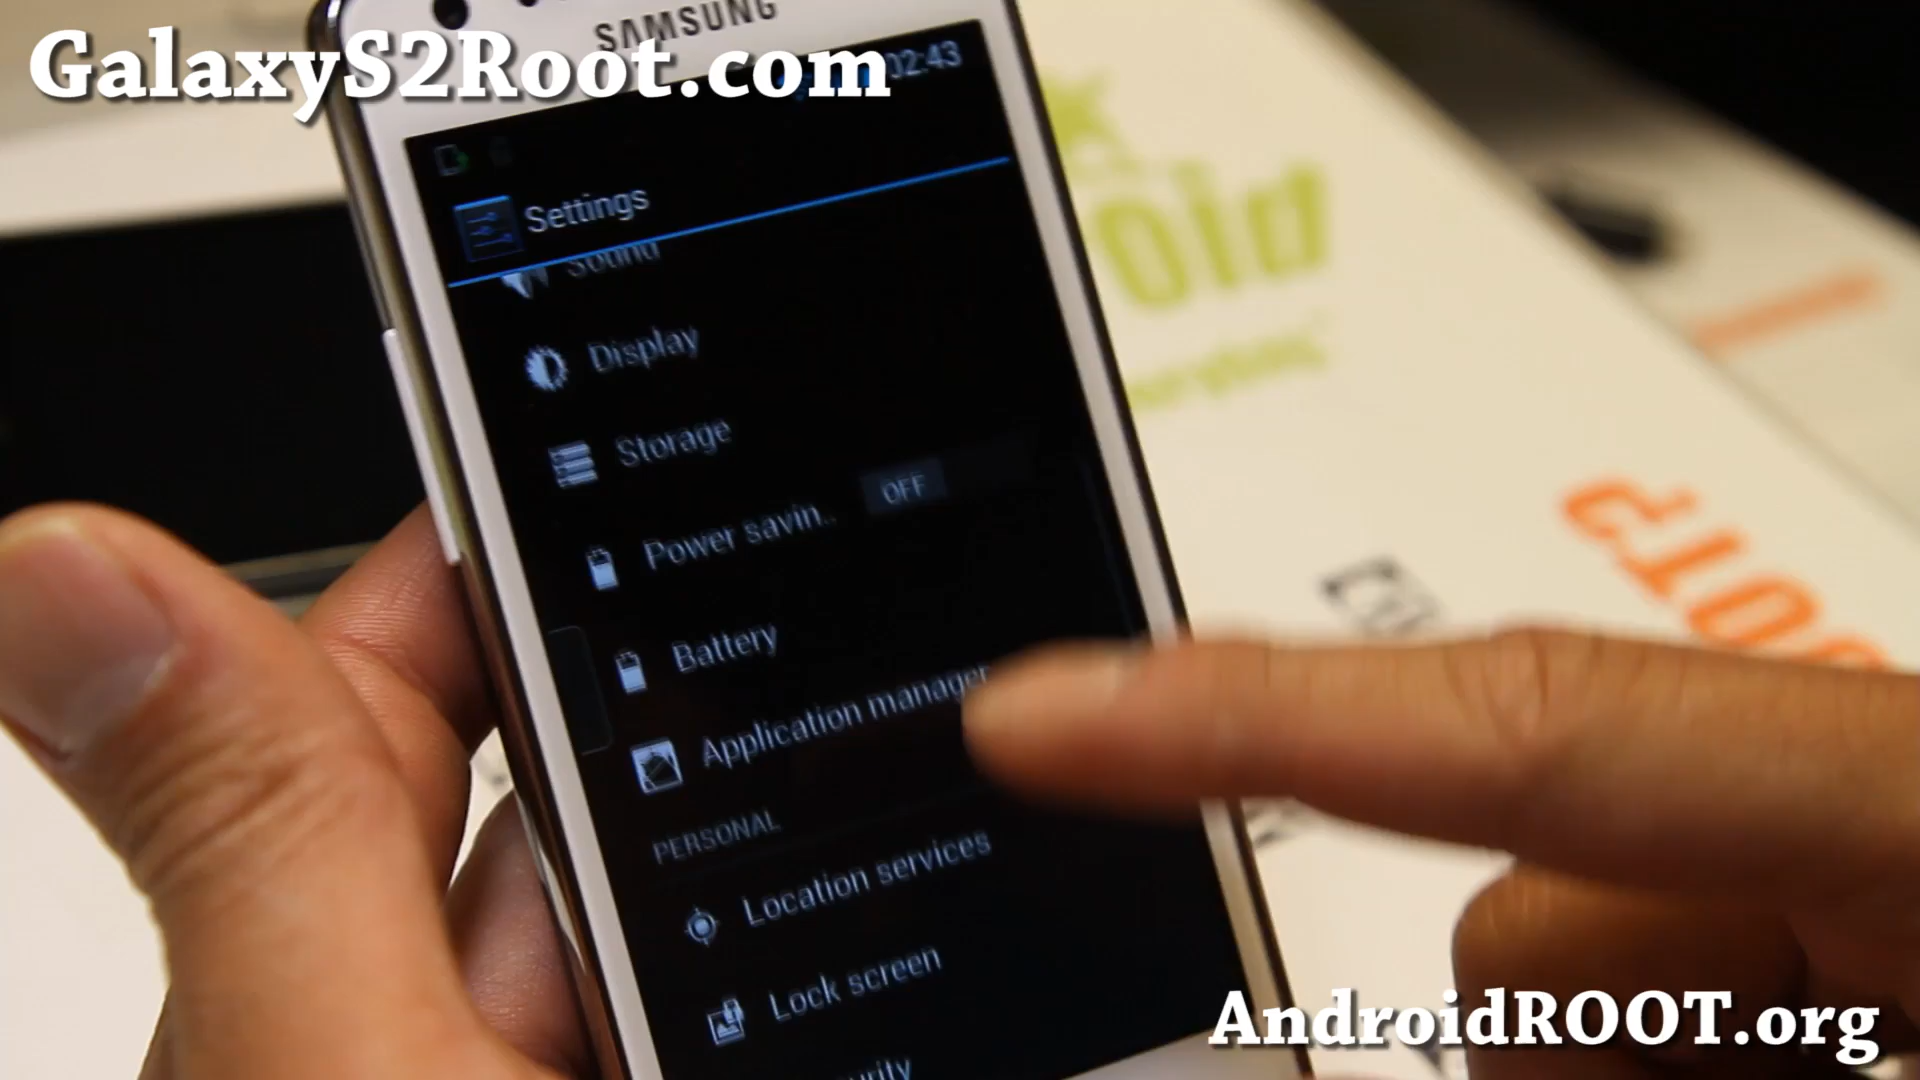 SAMSUNG
GalaxyS2Root.com
02:43
Settings
Sound
Display
Storage
Power savin.. OFF
Battery
Application manager
PERSONAL
Location services
Lock screen
AndroidROOT.org